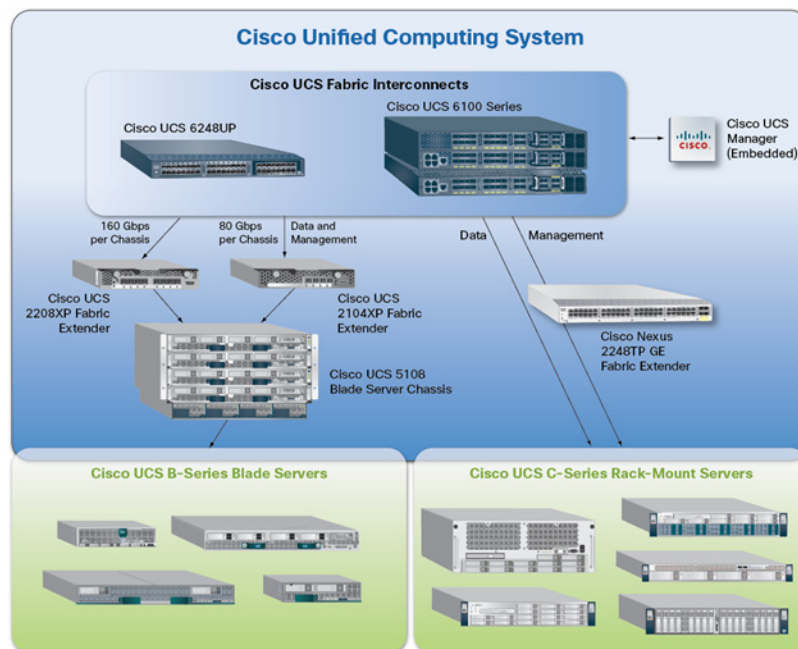 Cisco Unified Computing System
Cisco UCS Fabric Interconnects
Cisco UCS 6248UP
Cisco UCS 6100 Series
Cisco UCS
Manager
(Embedded)
CISCO.
160 Gbps
per Chassis
80 Gbps
per Chassis
Data and
Management
Data
Management
Cisco UCS
2208XP Fabric
Extender
Cisco UCS
2104XP Fabric
Extender
Cisco Nexus
2248TP GE
Fabric Extender
Cisco UCS 5108
Blade Server Chassis
Cisco UCS B-Series Blade Servers
Cisco UCS C-Series Rack-Mount Servers